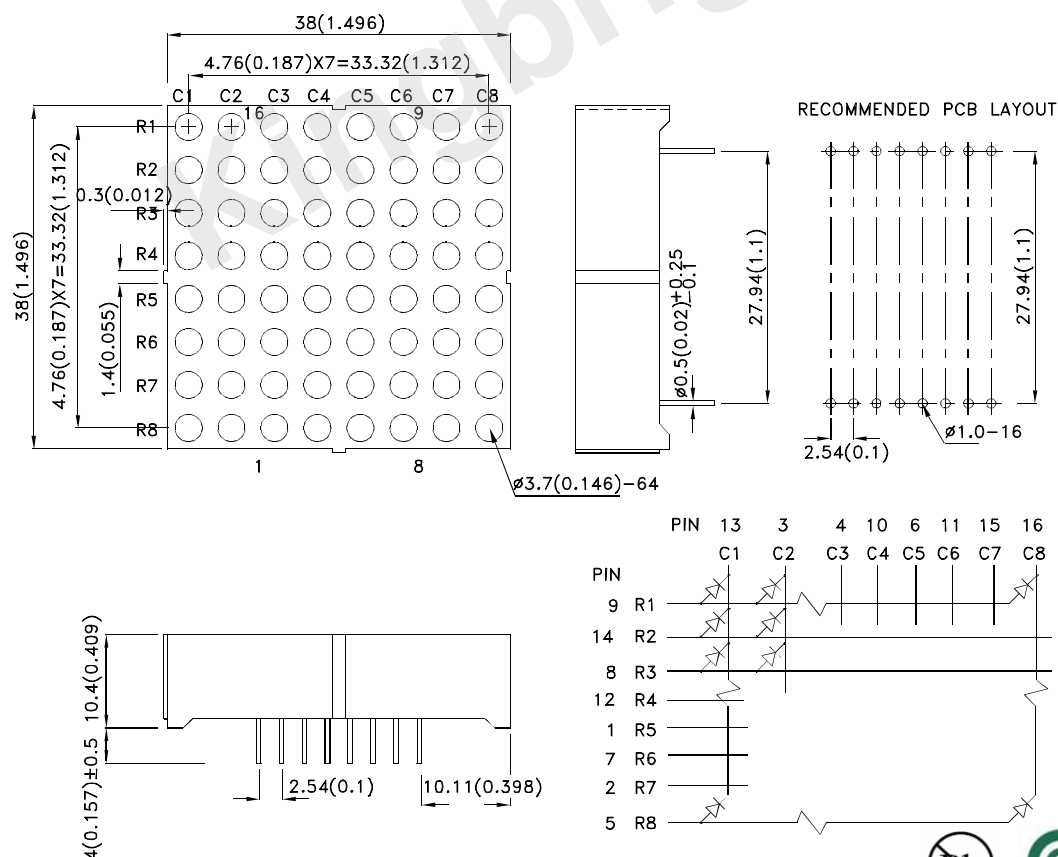 38(1.496)
4.76(0.187)X7=33.32(1.312)
C1 C2 C3 C4 C5 C6 C7 C8
16 9
R1
R2
R3
R4
R5
R6
R7
R8
38(1.496)
4.76(0.187)X7=33.32(1.312)
0.3(0.012)
1.4(0.055)
1 8
ø3.7(0.146)-64
ø0.5(0.02)+0.25
-0.1
27.94(1.1)
RECOMMENDED PCB LAYOUT
27.94(1.1)
ø1.0-16
2.54(0.1)
10.4(0.409)
4(0.157)±0.5
2.54(0.1)
10.11(0.398)
PIN 13 3 4 10 6 11 15 16
C1 C2 C3 C4 C5 C6 C7 C8
PIN
9 R1
14 R2
8 R3
12 R4
1 R5
7 R6
2 R7
5 R8